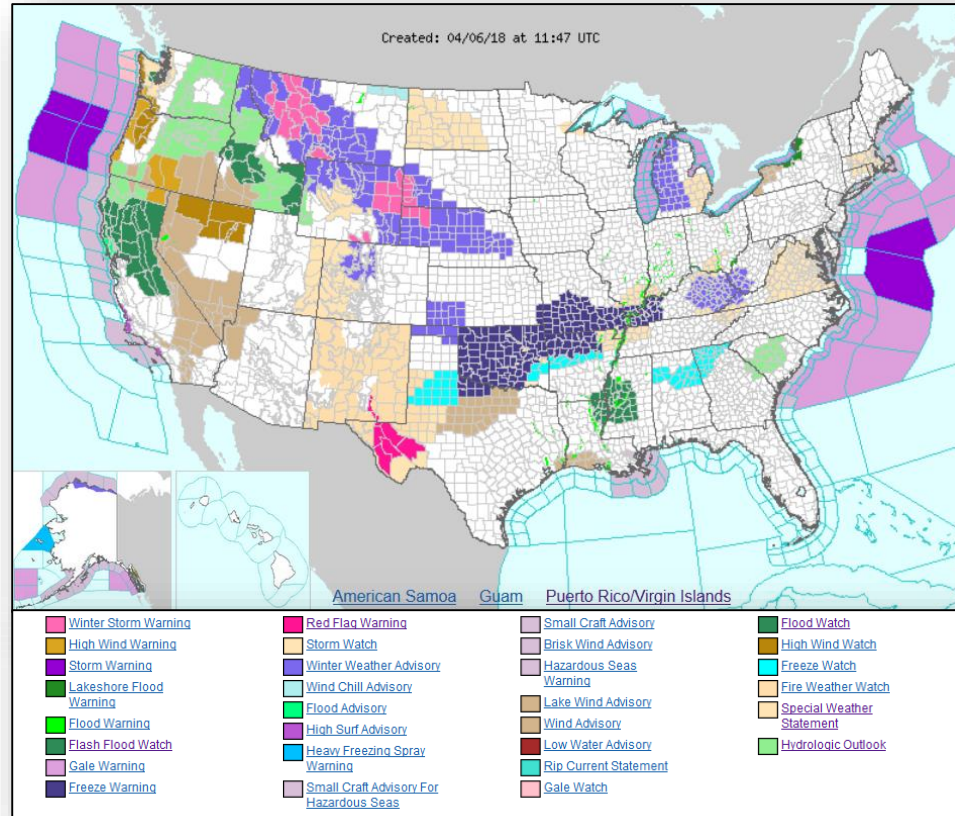 Created: 04/06/18 at 11:47 UTC
American Samoa Guam Puerto Rico/Virgin Islands
Winter Storm Warning
High Wind Warning
Storm Warning
Lakeshore Flood
Warning
Flood Warning
Flash Flood Watch
Gale Warning
Freeze Warning
Red Flag Warning
Storm Watch
Winter Weather Advisory
Wind Chill Advisory
Flood Advisory
High Surf Advisory
Heavy Freezing Spray
Warning
Small Craft Advisory For
Hazardous Seas
Small Craft Advisory
Brisk Wind Advisory
Hazardous Seas
Warning
Lake Wind Advisory
Wind Advisory
Low Water Advisory
Rip Current Statement
Gale Watch
Flood Watch
High Wind Watch
Freeze Watch
Fire Weather Watch
Special Weather
Statement
Hydrologic Outlook